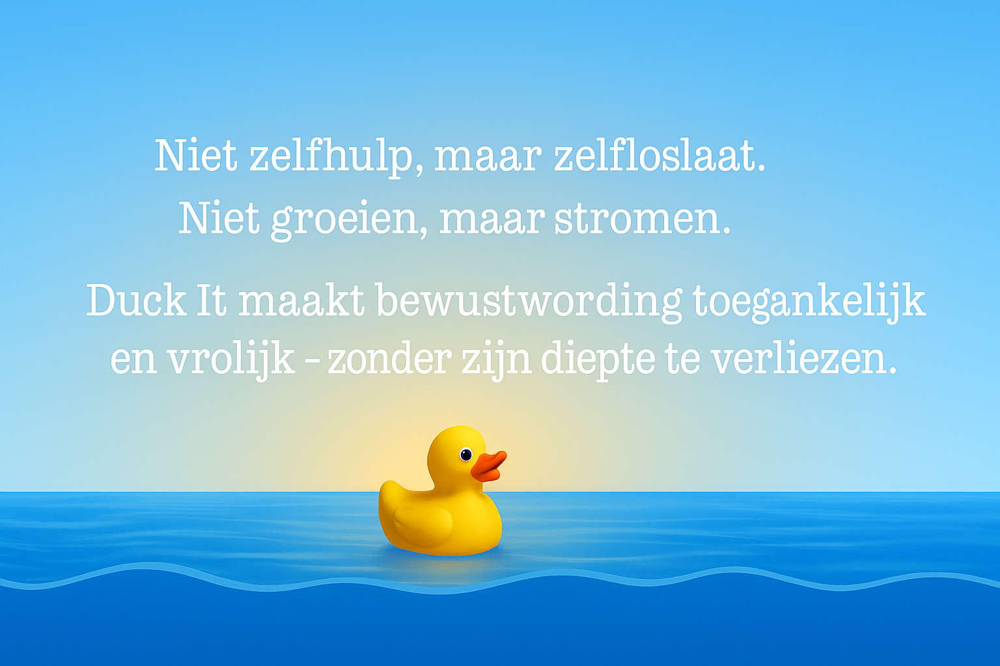 Niet zelfhulp, maar zelfloslaat.
Niet groeien, maar stromen.
Duck It maakt bewustwording toegankelijk
en vrolijk – zonder zijn diepte te verliezen.